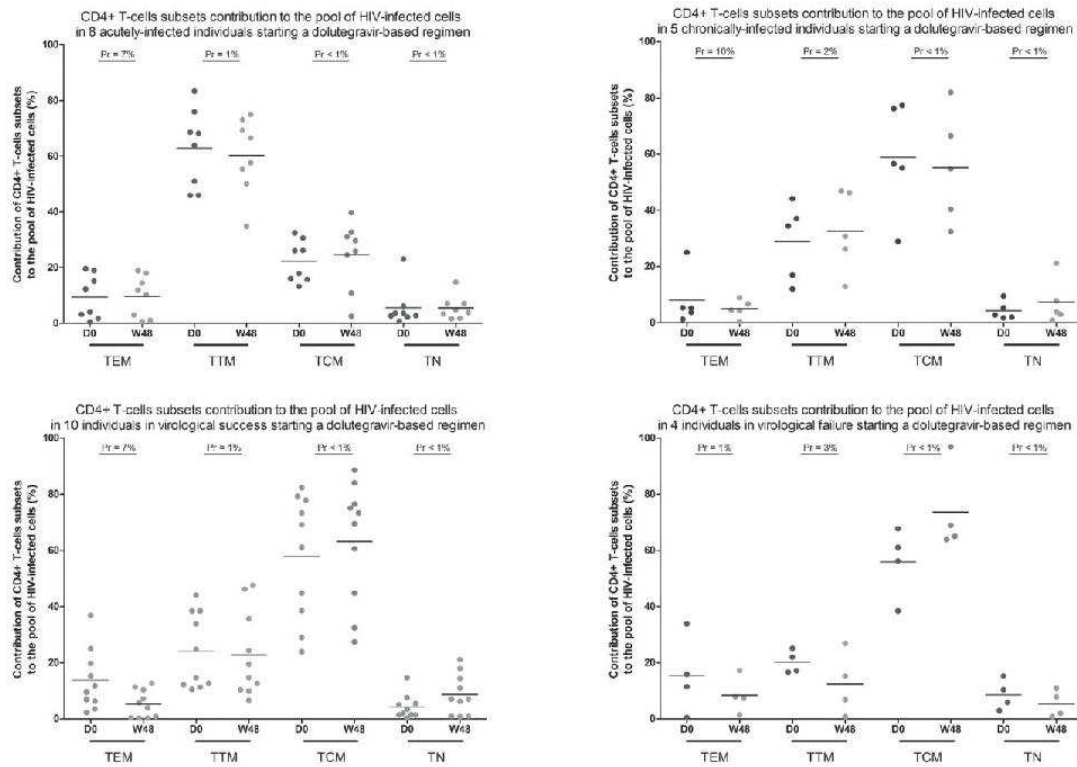 CD4+ T-cells subsets contribution to the pool of HIV-infected cells
in 8 acutely-infected individuals starting a dolutegravir-based regimen
Contribution of CD4+ T-cells subsets
to the pool of HIV-infected cells (%)
100
80
60
40
20
0
Pr = 7%
Pr = 1%
Pr < 1%
Pr < 1%
D0 W48 D0 W48 D0 W48 D0 W48
TEM TTM TCM TN
CD4+ T-cells subsets contribution to the pool of HIV-infected cells
in 5 chronically-infected individuals starting a dolutegravir-based regimen
Contribution of CD4+ T-cells subsets
to the pool of HIV-infected cells (%)
100
80
60
40
20
0
Pr = 10%
Pr = 2%
Pr < 1%
Pr < 1%
D0 W48 D0 W48 D0 W48 D0 W48
TEM TTM TCM TN
CD4+ T-cells subsets contribution to the pool of HIV-infected cells
in 10 individuals in virological success starting a dolutegravir-based regimen
Contribution of CD4+ T-cells subsets
to the pool of HIV-infected cells (%)
100
80
60
40
20
0
Pr = 7%
Pr = 1%
Pr < 1%
Pr < 1%
D0 W48 D0 W48 D0 W48 D0 W48
TEM TTM TCM TN
CD4+ T-cells subsets contribution to the pool of HIV-infected cells
in 4 individuals in virological failure starting a dolutegravir-based regimen
Contribution of CD4+ T-cells subsets
to the pool of HIV-infected cells (%)
100
80
60
40
20
0
Pr = 1%
Pr = 3%
Pr < 1%
Pr < 1%
D0 W48 D0 W48 D0 W48 D0 W48
TEM TTM TCM TN